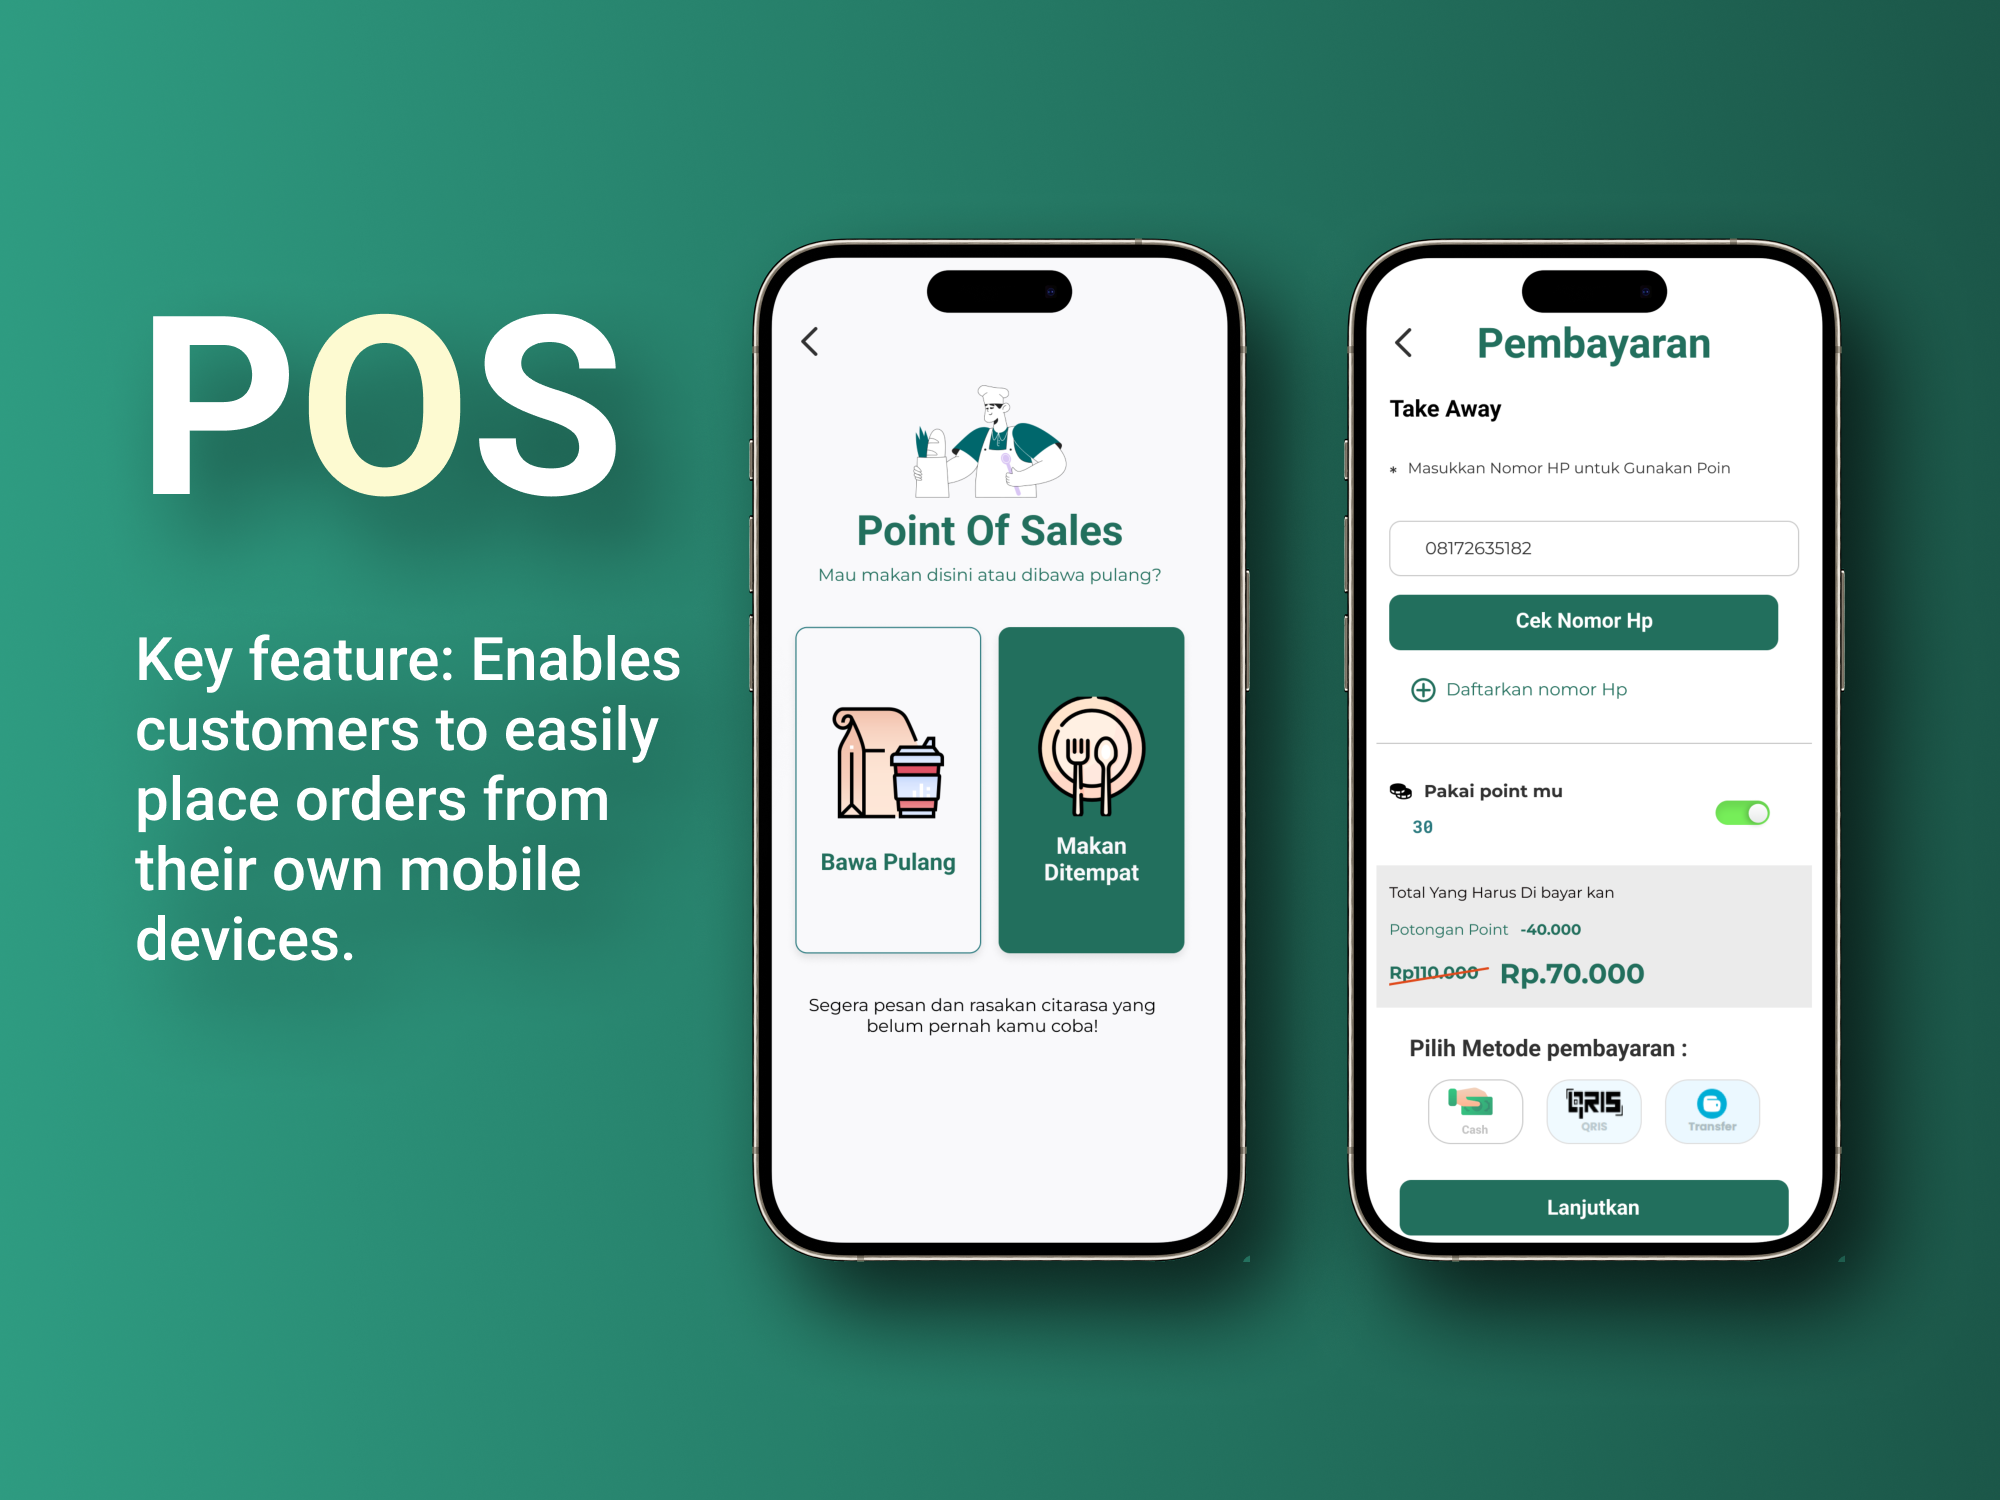 POS
Key feature: Enables
customers to easily
place orders from
their own mobile
devices.
Point Of Sales
Mau makan disini atau dibawa pulang?
Bawa Pulang
Makan
Ditempat
Segera pesan dan rasakan citarasa yang
belum pernah kamu coba!
Pembayaran
Take Away
* Masukkan Nomor HP untuk Gunakan Poin
08172635182
Cek Nomor Hp
Daftarkan nomor Hp
Pakai point mu
30
Total Yang Harus Di bayar kan
Potongan Point -40.000
Rp110.000 Rp.70.000
Pilih Metode pembayaran :
Cash
QRIS
QRIS
Transfer
Lanjutkan